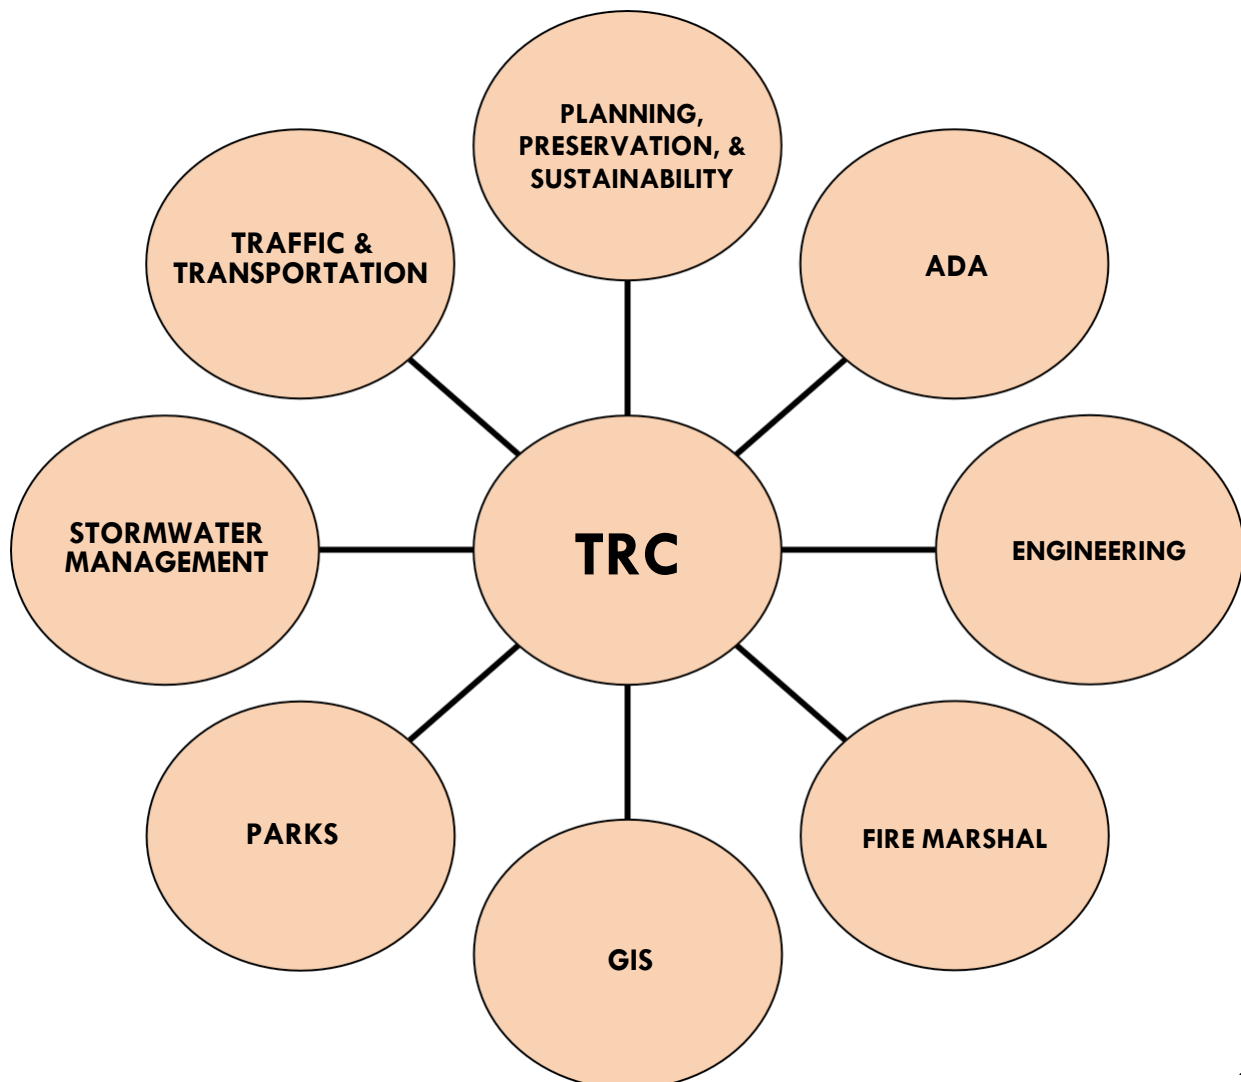 PLANNING,
PRESERVATION, &
SUSTAINABILITY
TRAFFIC &
TRANSPORTATION
ADA
STORMWATER
MANAGEMENT
TRC
ENGINEERING
PARKS
FIRE MARSHAL
GIS